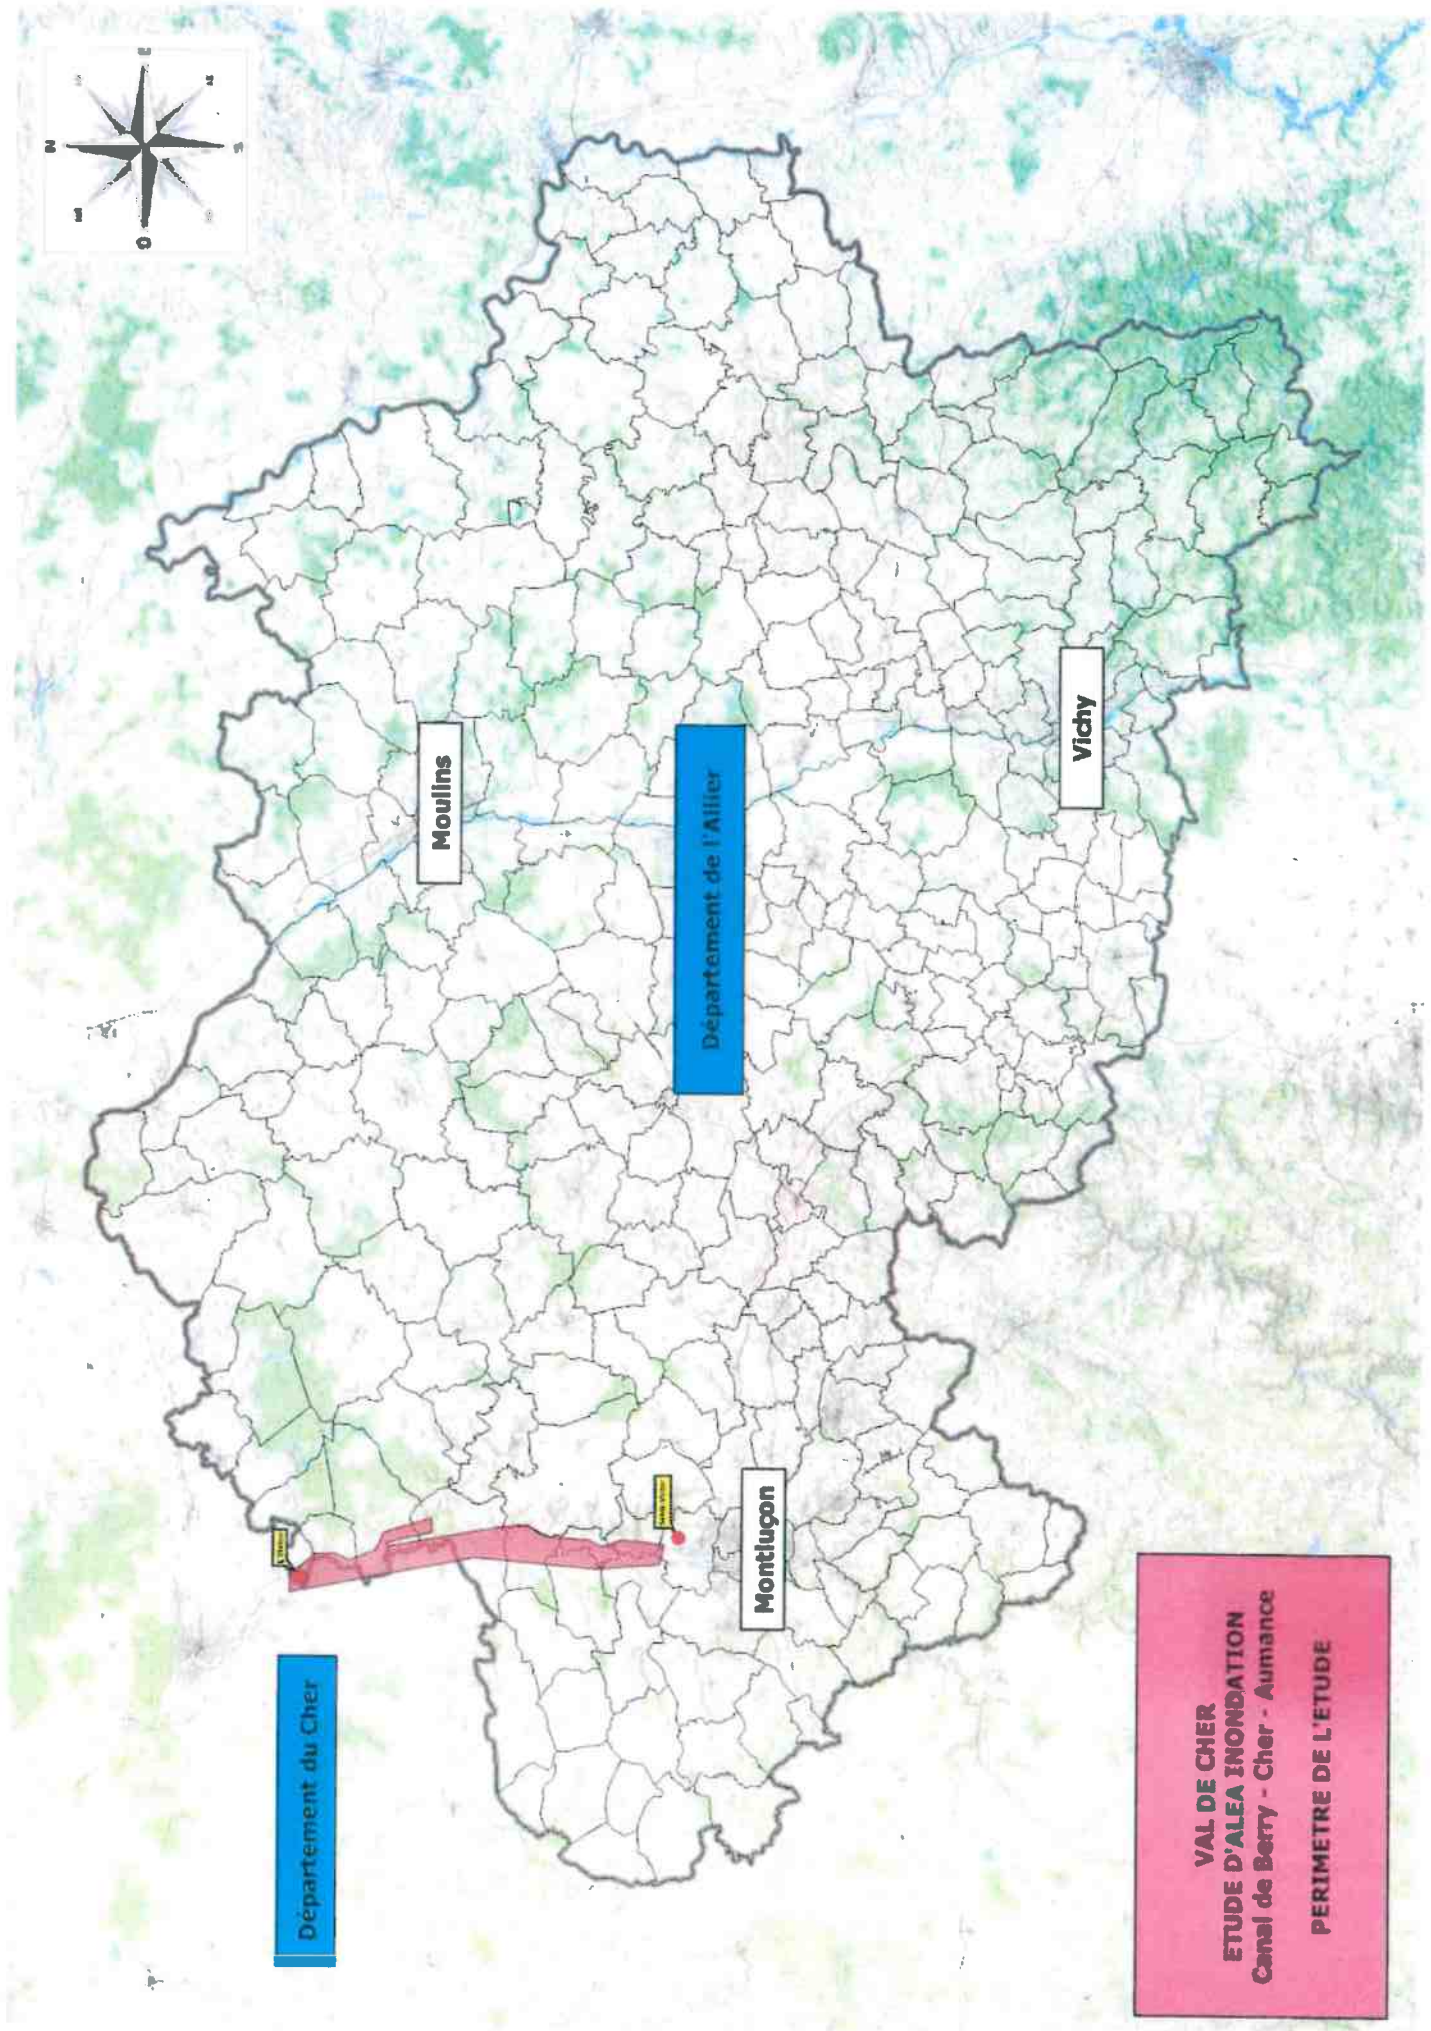 N
E
S
O
Département du Cher
Moulins
Département de l'Allier
Vichy
Montluçon
VAL DE CHER
ETUDE D'ALEA INONDATION
Canal de Berry - Cher - Aumance
PERIMETRE DE L'ETUDE